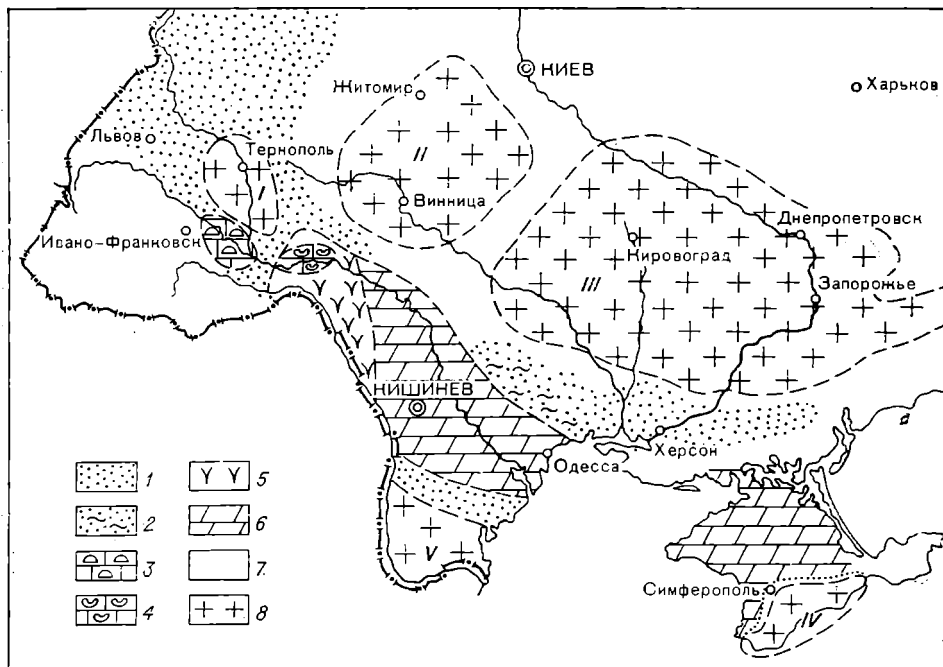 КИЕВ
Харьков
Житомир
Львов
Тернополь
I
II
Винница
Ивано-Франковск
Днепропетровск
Кировоград
III
Запорожье
КИШИНЕВ
Херсон
Одесса
1
5
2
6
V
3
7
Симферополь
4
8
IV